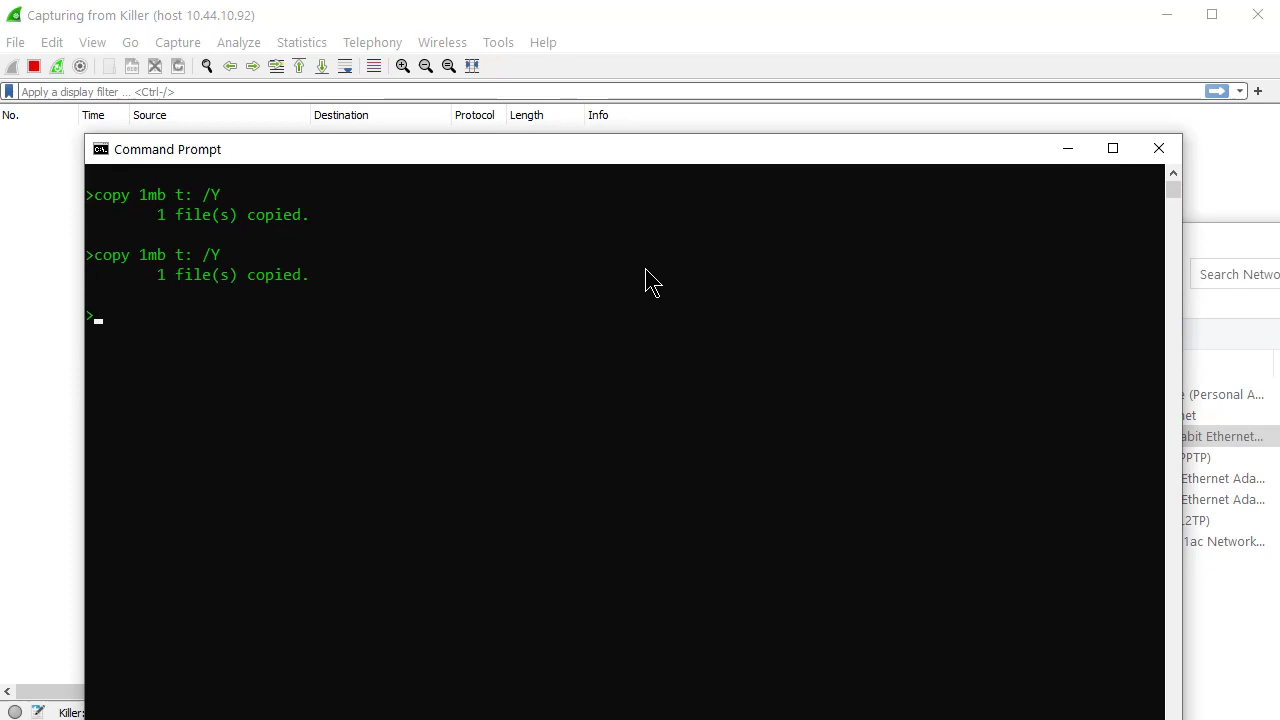 Capturing from Killer (host 10.44.10.92)
File Edit View Go Capture Analyze Statistics Telephony Wireless Tools Help
Apply a display filter ... <Ctrl-/>
No. Time Source Destination Protocol Length Info
Command Prompt
>copy 1mb t: /Y
1 file(s) copied.
>copy 1mb t: /Y
1 file(s) copied.
>
Search Netwo
e (Personal A...
net
abit Ethernet...
PPTP)
Ethernet Ada...
Ethernet Ada...
L2TP)
1ac Network...
Killer: